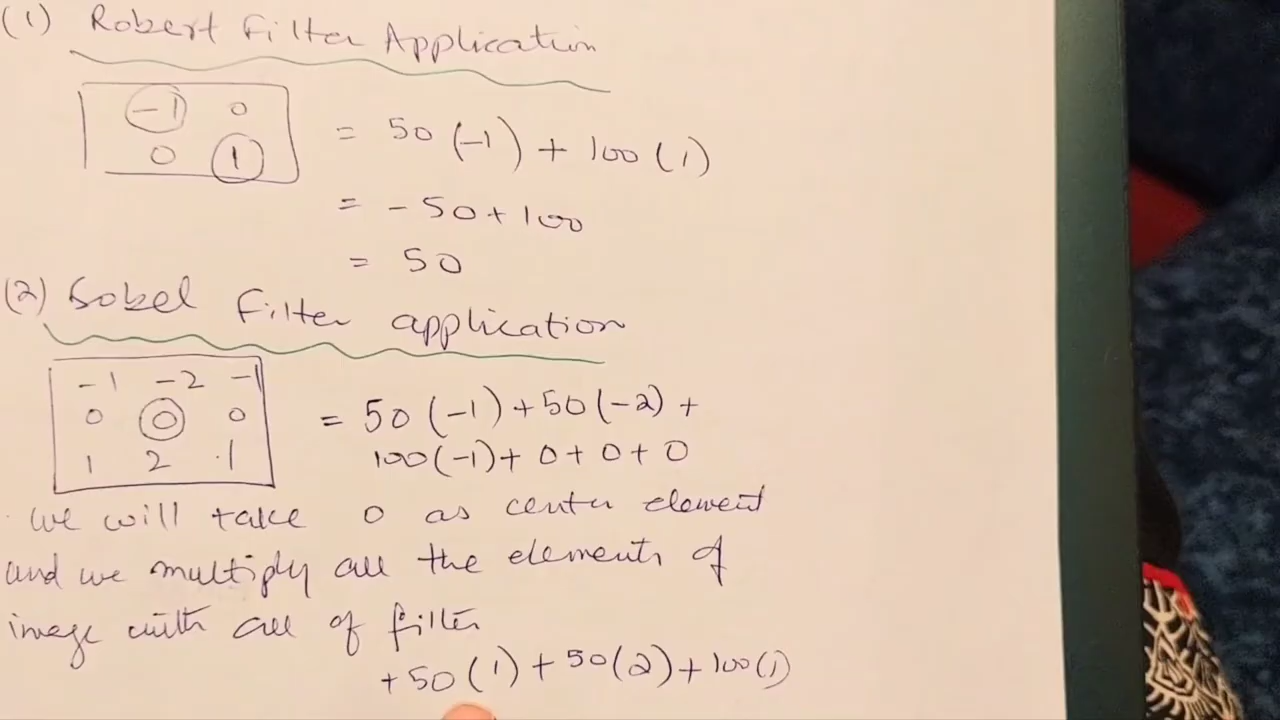 (1) Robert Filter Application
-1 0
0 1
= 50 (-1) + 100 (1)
= - 50 + 100
= 50
(2) Sobel Filter application
-1 -2 -1
0 0 0
1 2 1
= 50 (-1) + 50 (-2) +
100 (-1) + 0 + 0 + 0
. we will take 0 as center element
and we multiply all the elements of
image with all of filter
+ 50 (1) + 50 (2) + 100 (1)